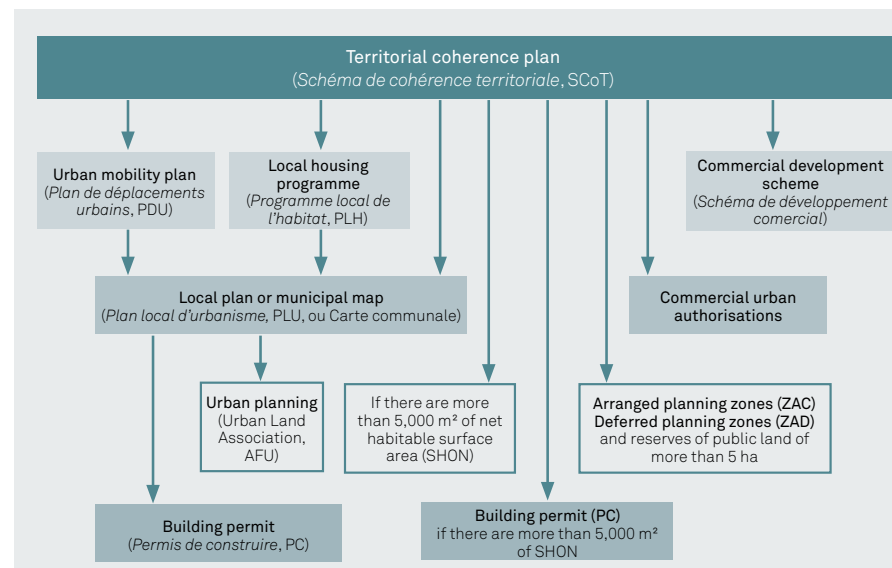 Territorial coherence plan
(Schéma de cohérence territoriale, SCoT)
Urban mobility plan
(Plan de déplacements
urbains, PDU)
Local housing
programme
(Programme local de
l'habitat, PLH)
Commercial development
scheme
(Schéma de développement
comercial)
Local plan or municipal map
(Plan local d'urbanisme, PLU, ou Carte communale)
Commercial urban
authorisations
Urban planning
(Urban Land
Association,
AFU)
If there are more
than 5,000 m² of net
habitable surface
area (SHON)
Arranged planning zones (ZAC)
Deferred planning zones (ZAD)
and reserves of public land of
more than 5 ha
Building permit
(Permis de construire, PC)
Building permit (PC)
if there are more than 5,000 m²
of SHON